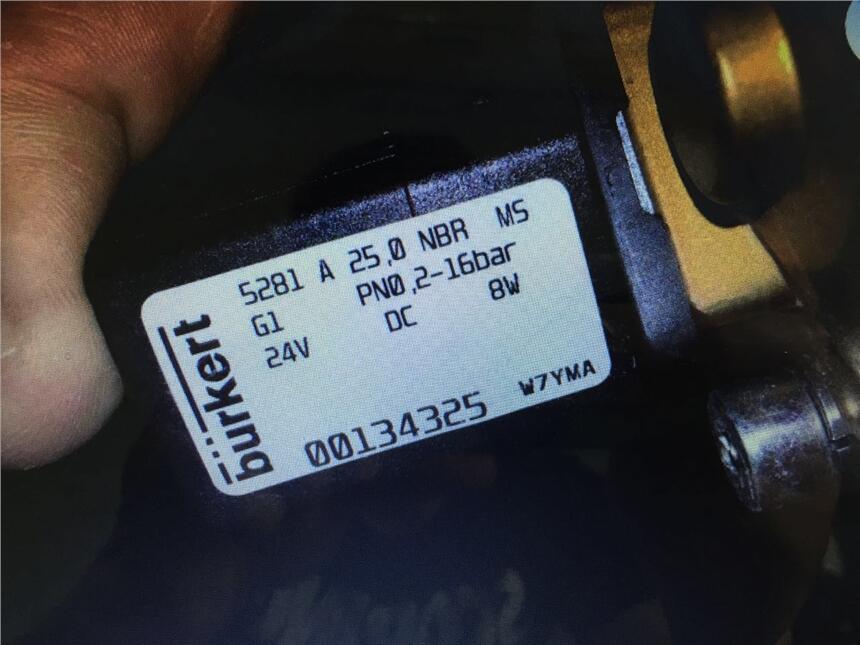 bürkert
5281 A 25,0 NBR MS
G1 PN0,2-16bar
24V DC 8W
00134325 W7YMA